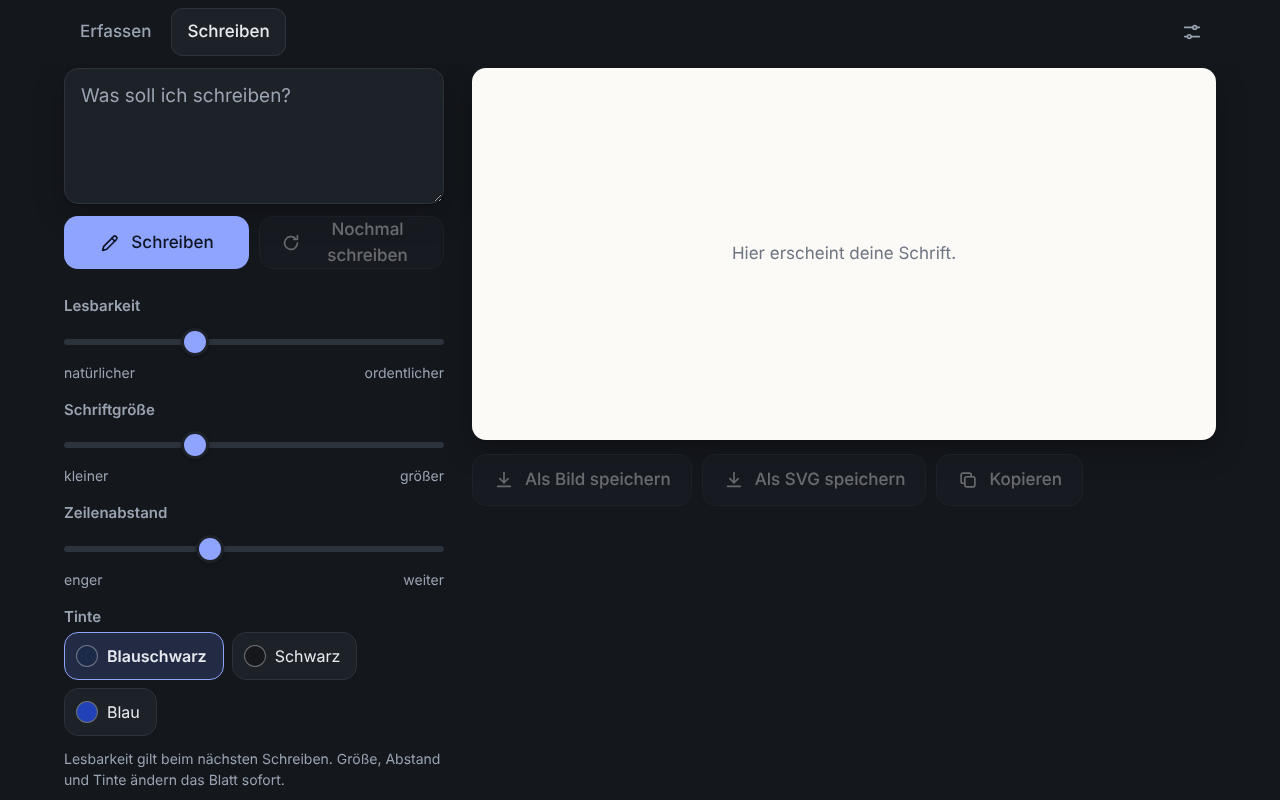 Erfassen
Schreiben
Was soll ich schreiben?
Schreiben
Nochmal
schreiben
Lesbarkeit
natürlicher
ordentlicher
Schriftgröße
kleiner
größer
Zeilenabstand
enger
weiter
Tinte
Blauschwarz
Schwarz
Blau
Lesbarkeit gilt beim nächsten Schreiben. Größe, Abstand
und Tinte ändern das Blatt sofort.
Hier erscheint deine Schrift.
Als Bild speichern
Als SVG speichern
Kopieren